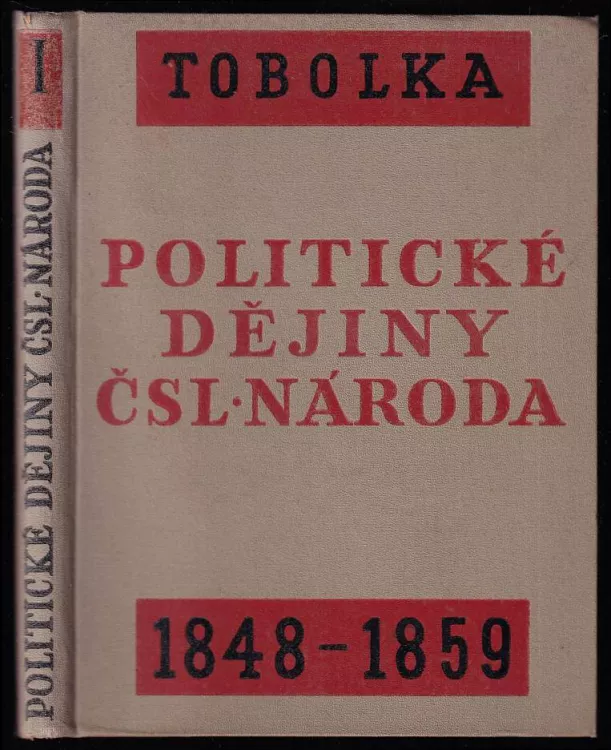 I
POLITICKÉ DĚJINY ČSL·NÁRODA
TOBOLKA
POLITICKÉ
DĚJINY
ČSL·NÁRODA
1848-1859